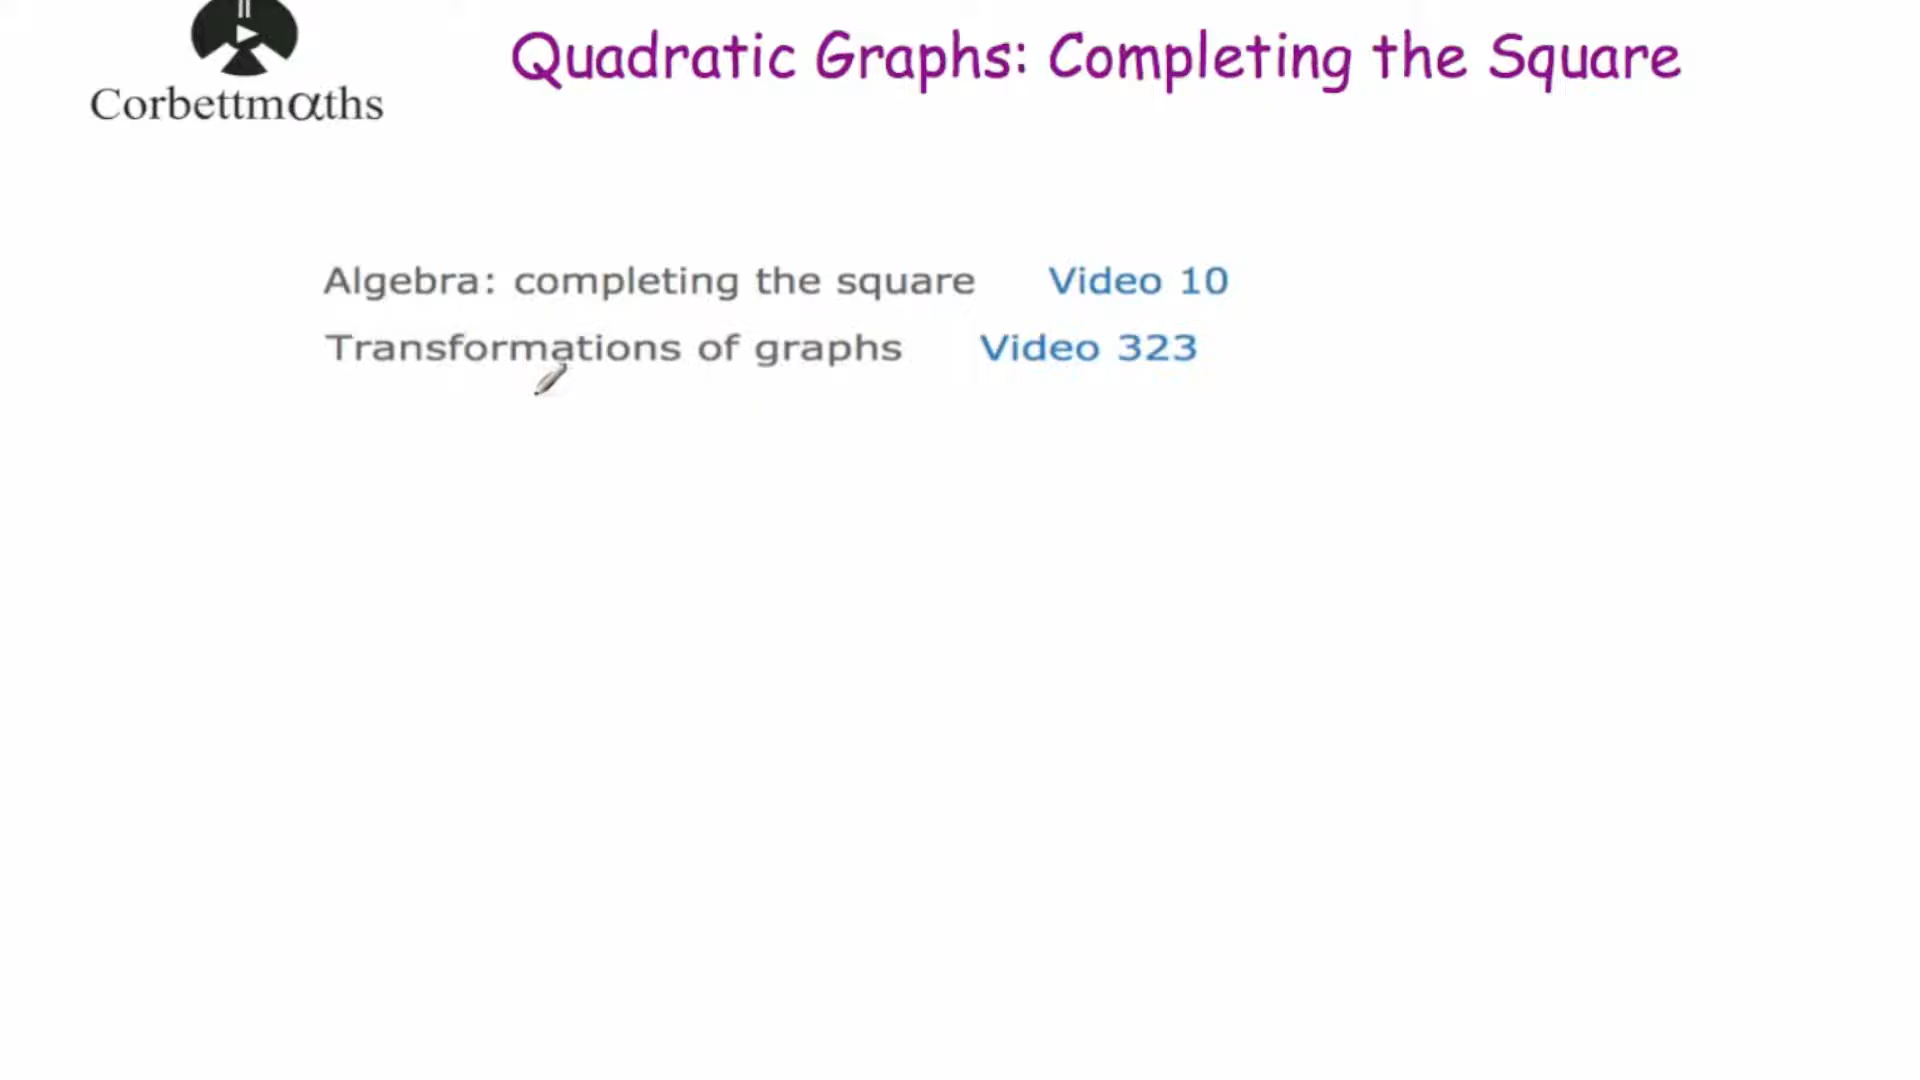 Quadratic Graphs: Completing the Square
Corbettmαths
Algebra: completing the square Video 10
Transformations of graphs Video 323